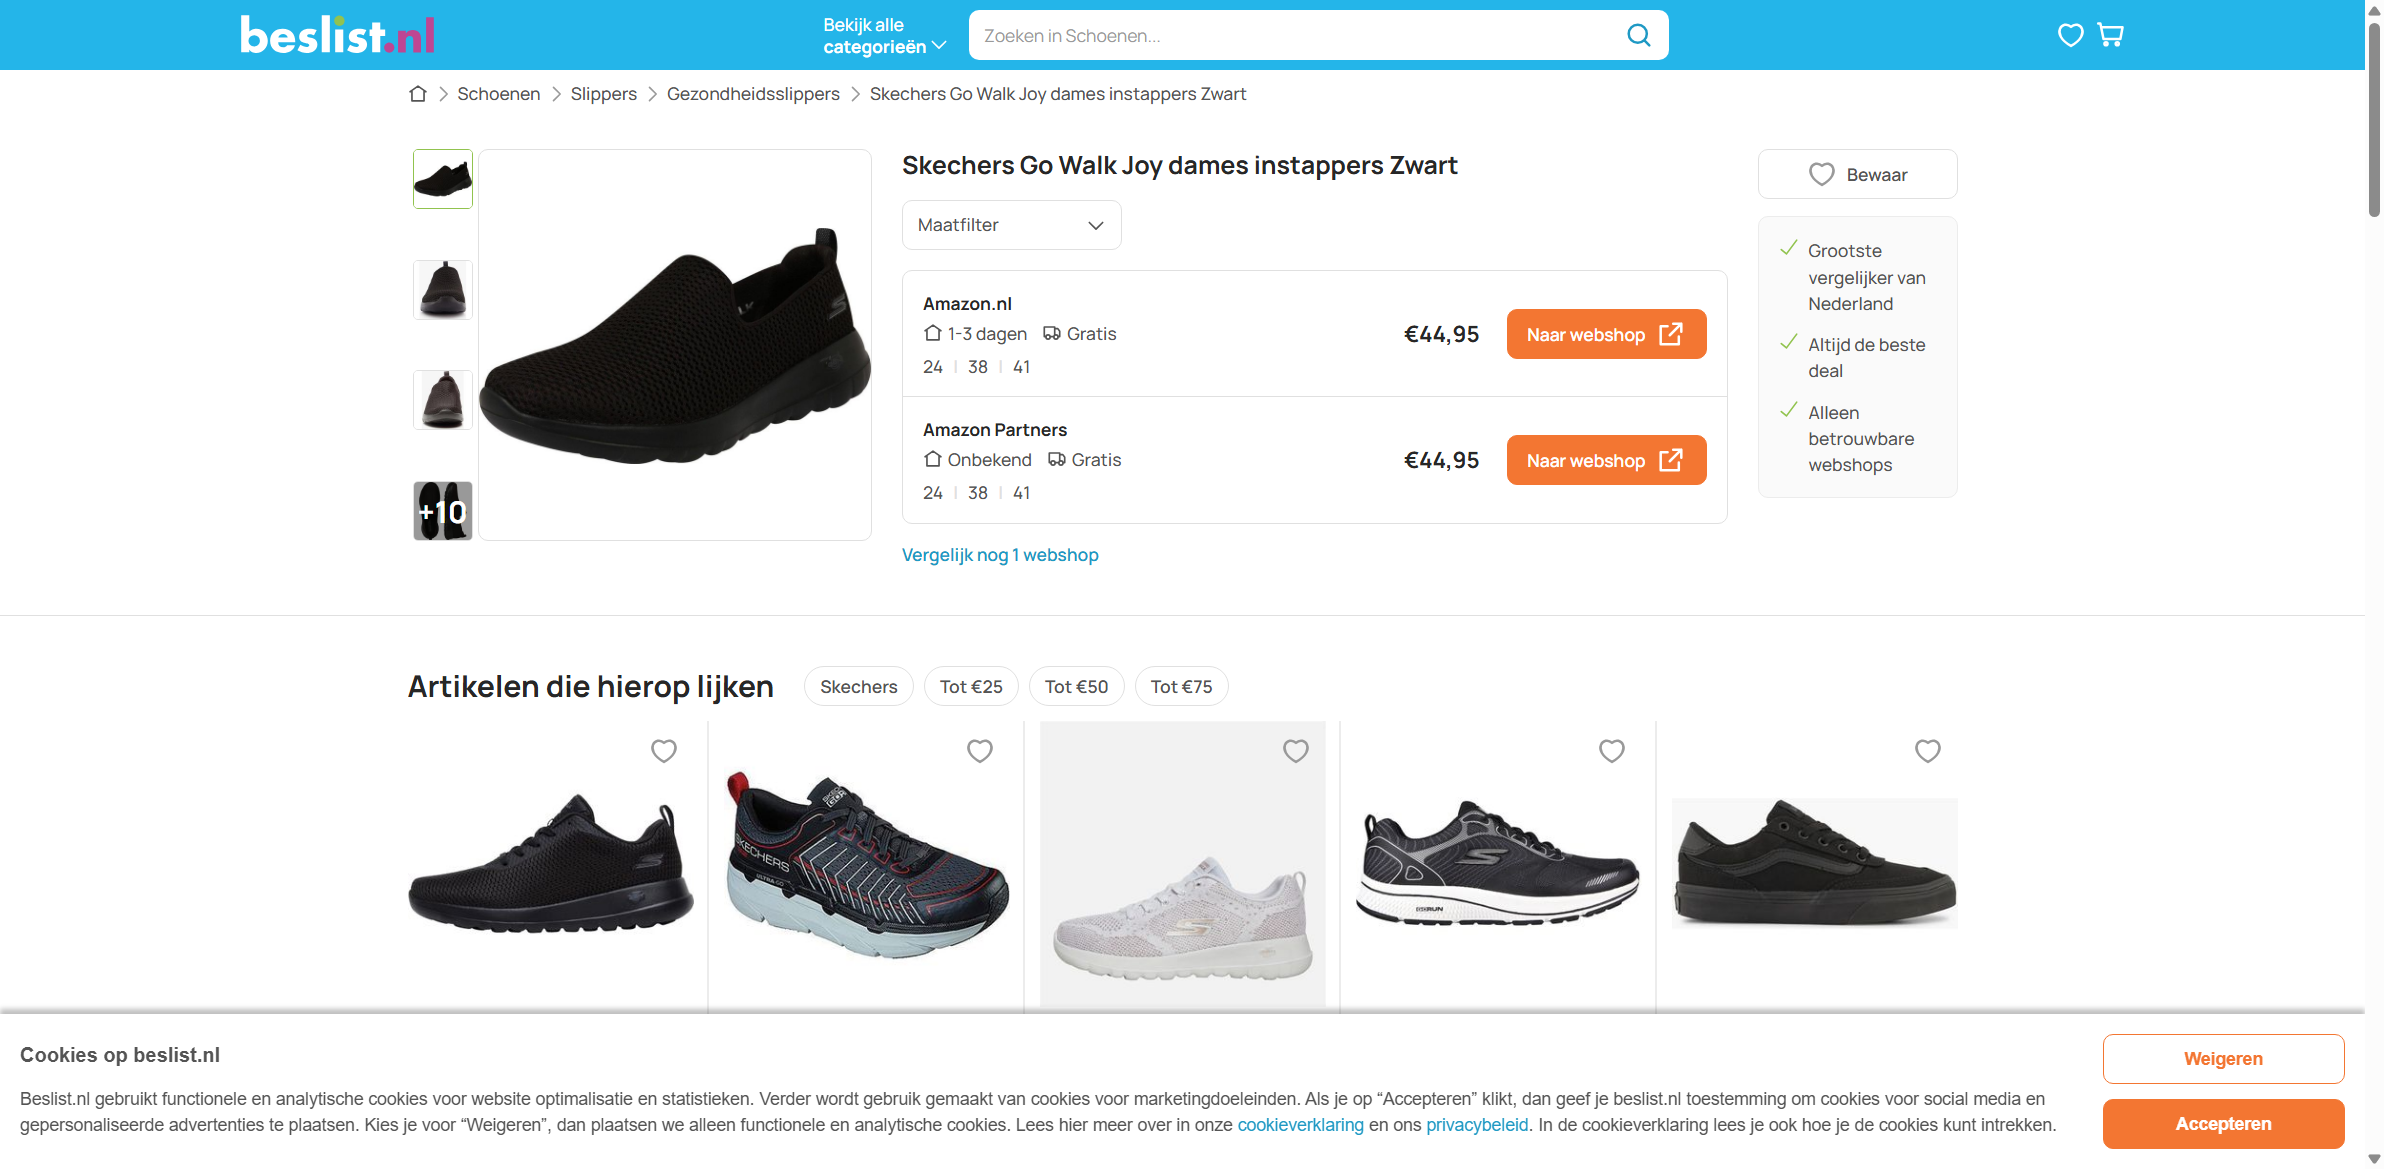 beslist.nl
Bekijk alle
categorieën
Zoeken in Schoenen...
Schoenen
Slippers
Gezondheidsslippers
Skechers Go Walk Joy dames instappers Zwart
+10
Skechers Go Walk Joy dames instappers Zwart
Maatfilter
Amazon.nl
1-3 dagen Gratis
24 | 38 | 41
€44,95
Naar webshop
Amazon Partners
Onbekend Gratis
24 | 38 | 41
€44,95
Naar webshop
Vergelijk nog 1 webshop
Bewaar
Grootste
vergelijker van
Nederland
Altijd de beste
deal
Alleen
betrouwbare
webshops
Artikelen die hierop lijken
Skechers
Tot €25
Tot €50
Tot €75
SKECHERS
GORUN
Cookies op beslist.nl
Beslist.nl gebruikt functionele en analytische cookies voor website optimalisatie en statistieken. Verder wordt gebruik gemaakt van cookies voor marketingdoeleinden. Als je op “Accepteren” klikt, dan geef je beslist.nl toestemming om cookies voor social media en
gepersonaliseerde advertenties te plaatsen. Kies je voor “Weigeren”, dan plaatsen we alleen functionele en analytische cookies. Lees hier meer over in onze cookieverklaring en ons privacybeleid. In de cookieverklaring lees je ook hoe je de cookies kunt intrekken.
Weigeren
Accepteren